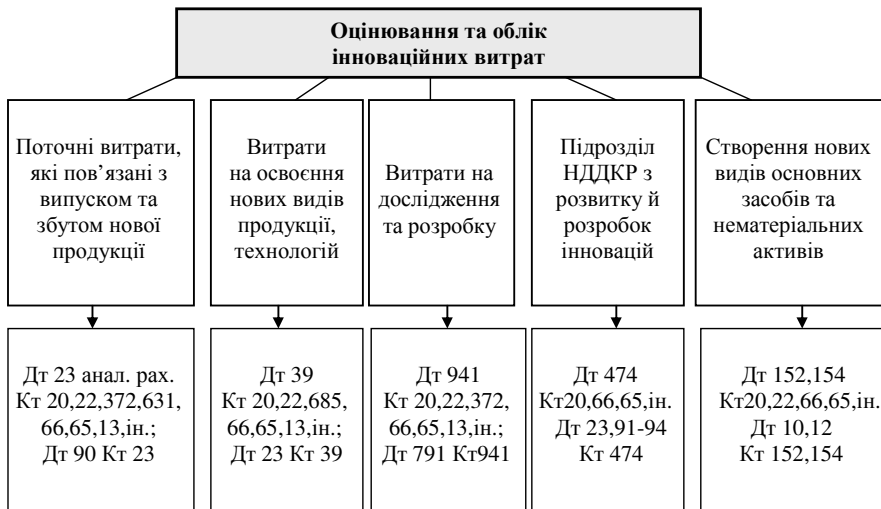 Оцінювання та облік
інноваційних витрат
Поточні витрати,
які пов’язані з
випуском та
збутом нової
продукції
Витрати
на освоєння
нових видів
продукції,
технологій
Витрати на
дослідження
та розробку
Підрозділ
НДДКР з
розвитку й
розробок
інновацій
Створення нових
видів основних
засобів та
нематеріальних
активів
Дт 23 анал. рах.
Кт 20,22,372,631,
66,65,13,ін.;
Дт 90 Кт 23
Дт 39
Кт 20,22,685,
66,65,13,ін.;
Дт 23 Кт 39
Дт 941
Кт 20,22,372,
66,65,13,ін.;
Дт 791 Кт941
Дт 474
Кт20,66,65,ін.
Дт 23,91-94
Кт 474
Дт 152,154
Кт20,22,66,65,ін.
Дт 10,12
Кт 152,154